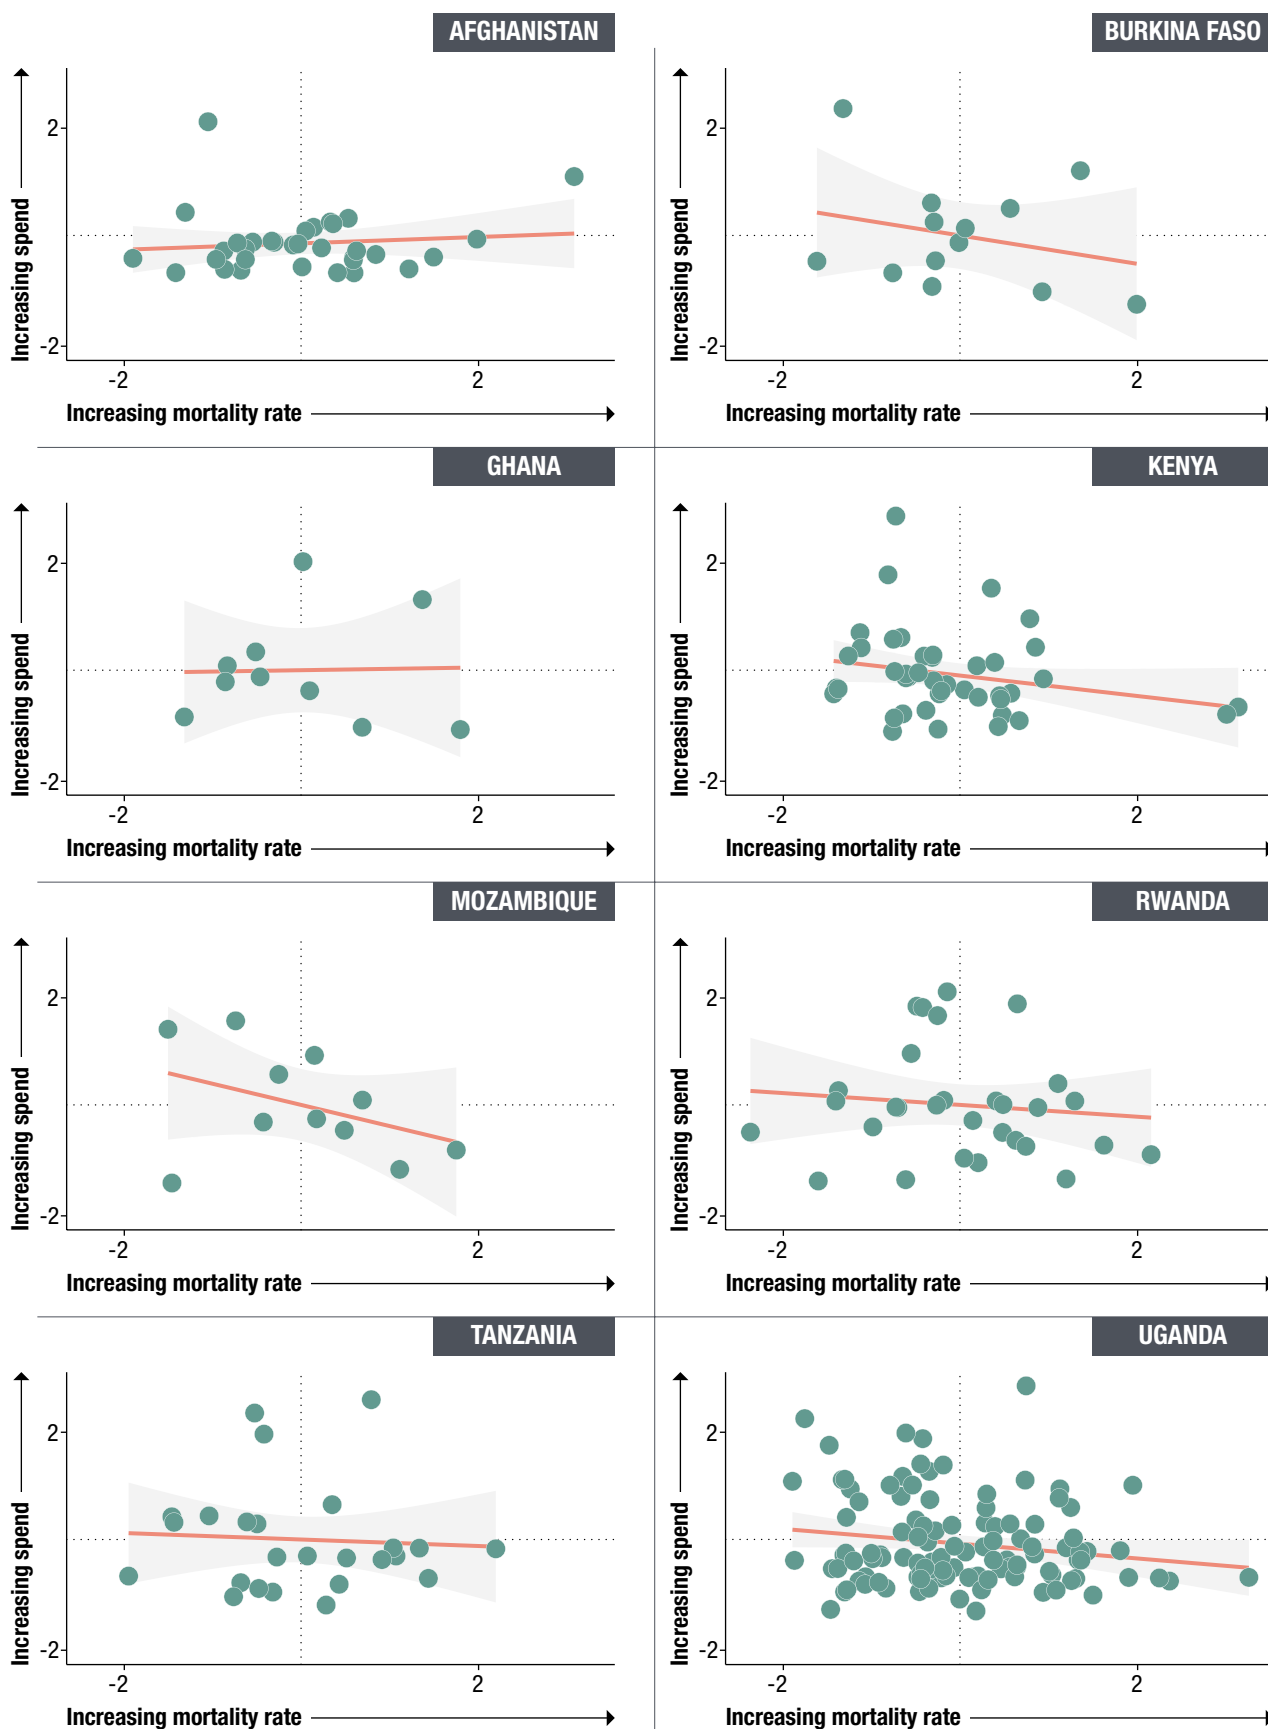 AFGHANISTAN
Increasing spend
2
-2
-2
2
Increasing mortality rate
BURKINA FASO
Increasing spend
2
-2
-2
2
Increasing mortality rate
GHANA
Increasing spend
2
-2
-2
2
Increasing mortality rate
KENYA
Increasing spend
2
-2
-2
2
Increasing mortality rate
MOZAMBIQUE
Increasing spend
2
-2
-2
2
Increasing mortality rate
RWANDA
Increasing spend
2
-2
-2
2
Increasing mortality rate
TANZANIA
Increasing spend
2
-2
-2
2
Increasing mortality rate
UGANDA
Increasing spend
2
-2
-2
2
Increasing mortality rate